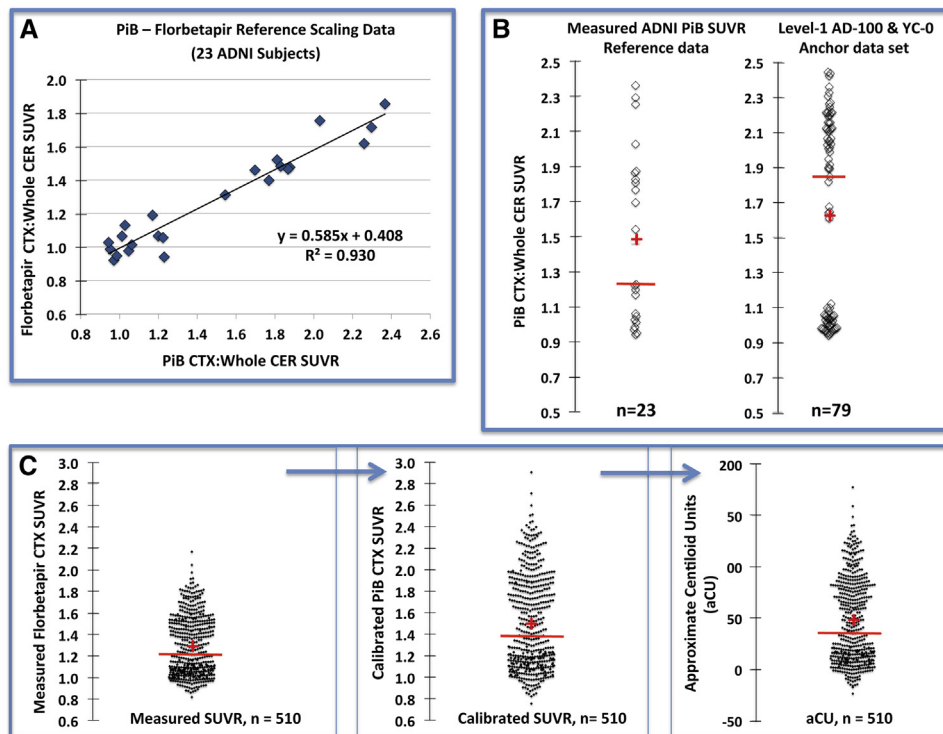 A
PiB – Florbetapir Reference Scaling Data
(23 ADNI Subjects)
Florbetapir CTX:Whole CER SUVR
2.0
1.8
1.6
1.4
1.2
1.0
0.8
0.6
y = 0.585x + 0.408
R² = 0.930
0.8 1.0 1.2 1.4 1.6 1.8 2.0 2.2 2.4 2.6
PiB CTX:Whole CER SUVR
B
Measured ADNI PiB SUVR
Reference data
PiB CTX:Whole CER SUVR
2.5
2.3
2.1
1.9
1.7
1.5
1.3
1.1
0.9
0.7
0.5
n=23
Level-1 AD-100 & YC-0
Anchor data set
2.5
2.3
2.1
1.9
1.7
1.5
1.3
1.1
0.9
0.7
0.5
n=79
C
Measured Florbetapir CTX SUVR
3.0
2.8
2.6
2.4
2.2
2.0
1.8
1.6
1.4
1.2
1.0
0.8
0.6
Measured SUVR, n = 510
Calibrated PiB CTX SUVR
3.0
2.8
2.6
2.4
2.2
2.0
1.8
1.6
1.4
1.2
1.0
0.8
0.6
Calibrated SUVR, n= 510
Approximate Centiloid Units
(aCU)
200
50
00
50
0
-50
aCU, n = 510